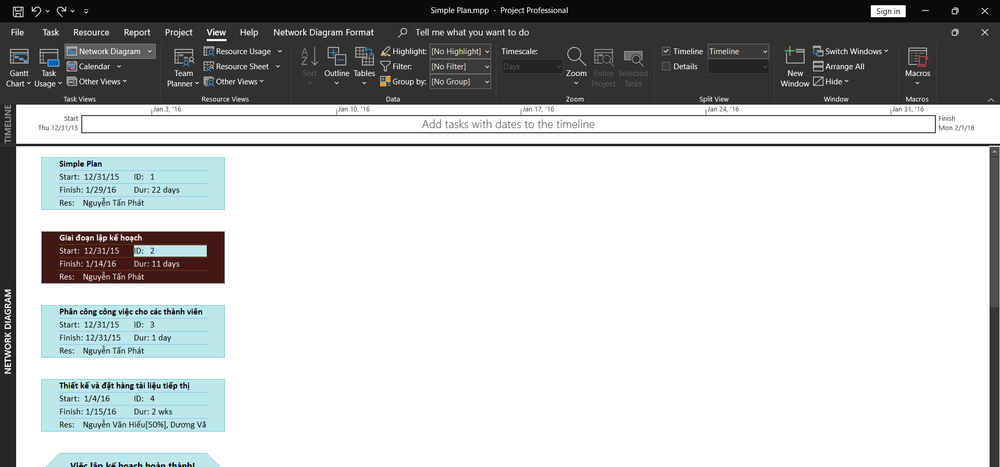 Simple Plan.mpp - Project Professional
Sign in
File Task Resource Report Project View Help Network Diagram Format Tell me what you want to do
Gantt Chart
Task Usage
Network Diagram
Calendar
Other Views
Task Views
Team Planner
Resource Usage
Resource Sheet
Other Views
Resource Views
Sort
Outline
Tables
Highlight: [No Highlight]
Filter: [No Filter]
Group by: [No Group]
Data
Timescale:
Days
Zoom
Entire Project
Selected Tasks
Zoom
Timeline Timeline
Details
Split View
New Window
Switch Windows
Arrange All
Hide
Window
Macros
Macros
TIMELINE
Jan 3, '16 Jan 10, '16 Jan 17, '16 Jan 24, '16 Jan 31, '16
Start
Thu 12/31/15
Add tasks with dates to the timeline
Finish
Mon 2/1/16
NETWORK DIAGRAM
Simple Plan
Start: 12/31/15 ID: 1
Finish: 1/29/16 Dur: 22 days
Res: Nguyễn Tấn Phát
Giai đoạn lập kế hoạch
Start: 12/31/15 ID: 2
Finish: 1/14/16 Dur: 11 days
Res: Nguyễn Tấn Phát
Phân công công việc cho các thành viên
Start: 12/31/15 ID: 3
Finish: 12/31/15 Dur: 1 day
Res: Nguyễn Tấn Phát
Thiết kế và đặt hàng tài liệu tiếp thị
Start: 1/4/16 ID: 4
Finish: 1/15/16 Dur: 2 wks
Res: Nguyễn Văn Hiếu[50%], Dương Vă
Việc lập kế hoạch hoàn thành!